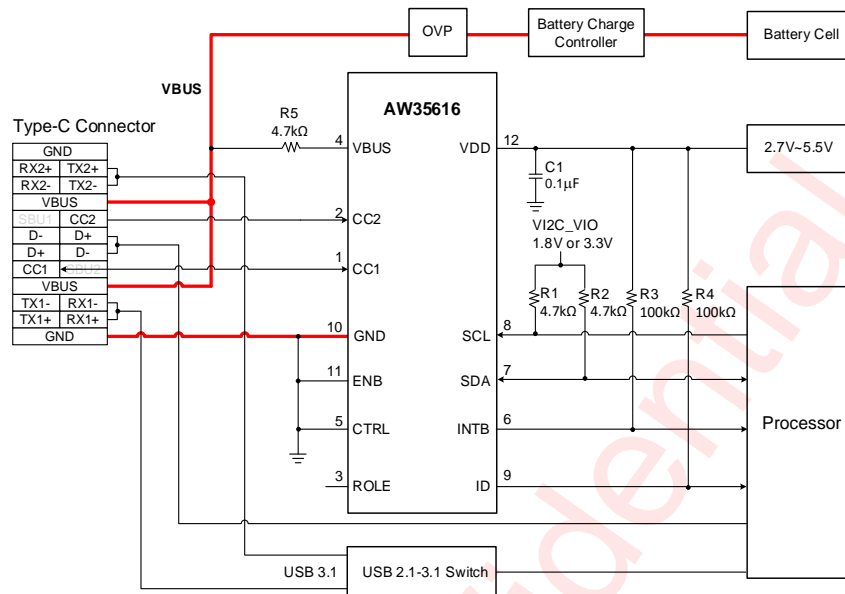 OVP
Battery Charge
Controller
Battery Cell
VBUS
AW35616
R5
4.7kΩ
4
VBUS
VDD
12
2.7V~5.5V
Type-C Connector
GND
RX2+ TX2+
RX2- TX2-
VBUS
SBU1 CC2
D- D+
D+ D-
CC1 SBU2
VBUS
TX1- RX1-
TX1+ RX1+
GND
C1
0.1µF
2
CC2
VI2C_VIO
1.8V or 3.3V
1
CC1
R1
4.7kΩ
R2
4.7kΩ
R3
100kΩ
R4
100kΩ
10
GND
SCL
8
11
ENB
SDA
7
5
CTRL
INTB
6
3
ROLE
ID
9
Processor
USB 3.1
USB 2.1-3.1 Switch
fidential